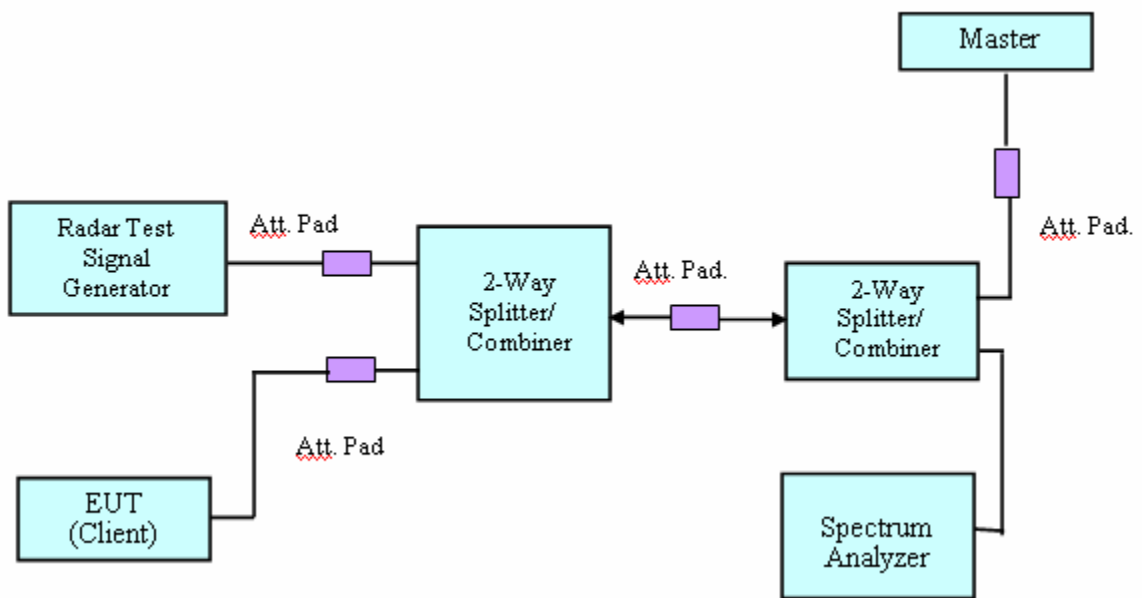 Master
Att. Pad.
Radar Test
Signal
Generator
Att. Pad
2-Way
Splitter/
Combiner
Att. Pad.
2-Way
Splitter/
Combiner
Att. Pad
EUT
(Client)
Spectrum
Analyzer